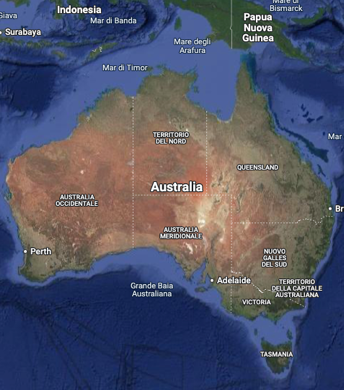 Giava
Surabaya
Indonesia
Mar di Banda
Papua
Nuova
Guinea
Mare di
Bismarck
Mare degli
Arafura
Mar di Timor
TERRITORIO
DEL NORD
QUEENSLAND
Mar
Australia
AUSTRALIA
OCCIDENTALE
AUSTRALIA
MERIDIONALE
Br
Perth
NUOVO
GALLES
DEL SUD
Grande Baia
Australiana
Adelaide
TERRITORIO
DELLA CAPITALE
AUSTRALIANA
VICTORIA
TASMANIA